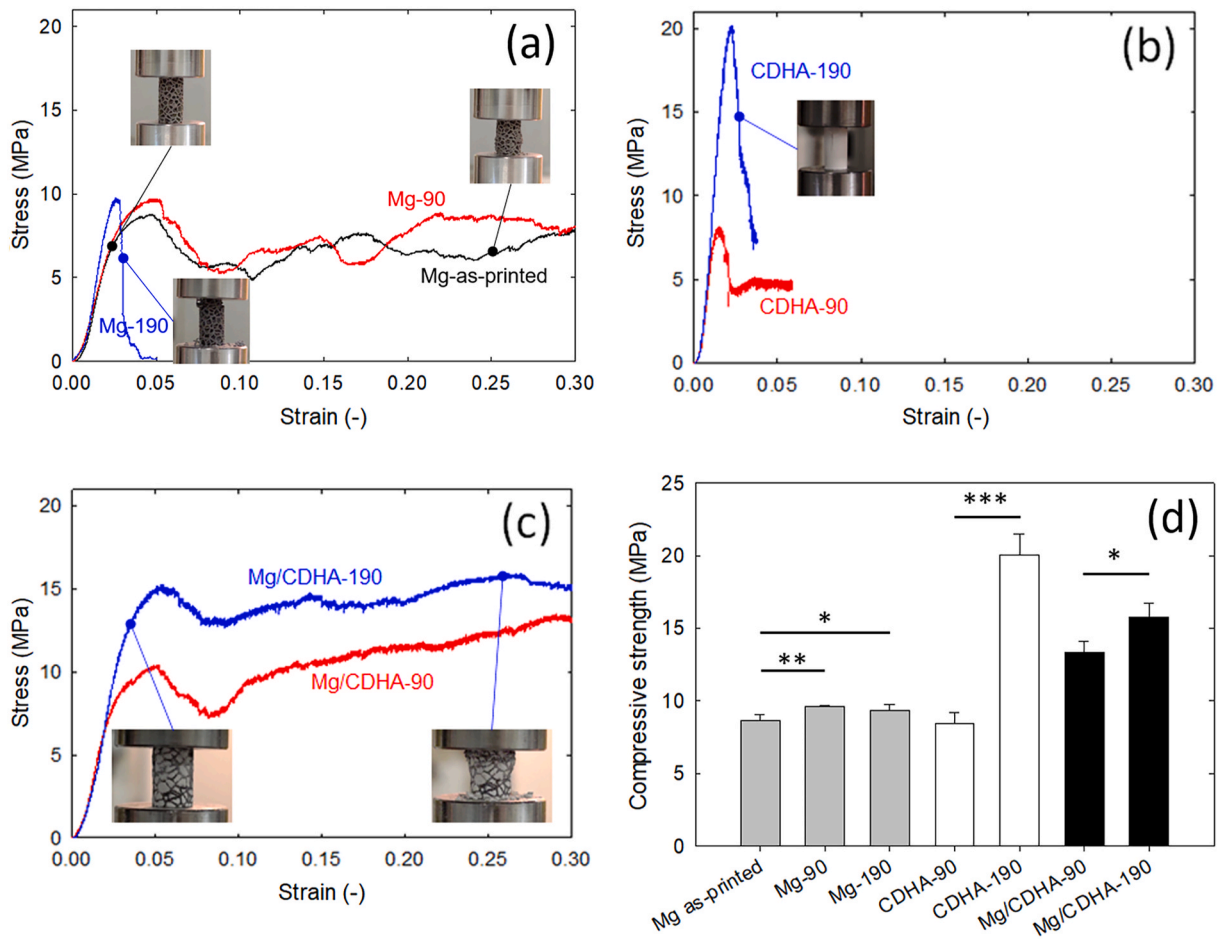 (a)
20
15
10
5
0
Stress (MPa)
Mg-90
Mg-as-printed
Mg-190
0.00 0.05 0.10 0.15 0.20 0.25 0.30
Strain (-)
(b)
20
15
10
5
0
Stress (MPa)
CDHA-190
CDHA-90
0.00 0.05 0.10 0.15 0.20 0.25 0.30
Strain (-)
(c)
20
15
10
5
0
Stress (MPa)
Mg/CDHA-190
Mg/CDHA-90
0.00 0.05 0.10 0.15 0.20 0.25 0.30
Strain (-)
(d)
25
20
15
10
5
0
Compressive strength (MPa)
***
*
*
**
Mg as-printed
Mg-90
Mg-190
CDHA-90
CDHA-190
Mg/CDHA-90
Mg/CDHA-190